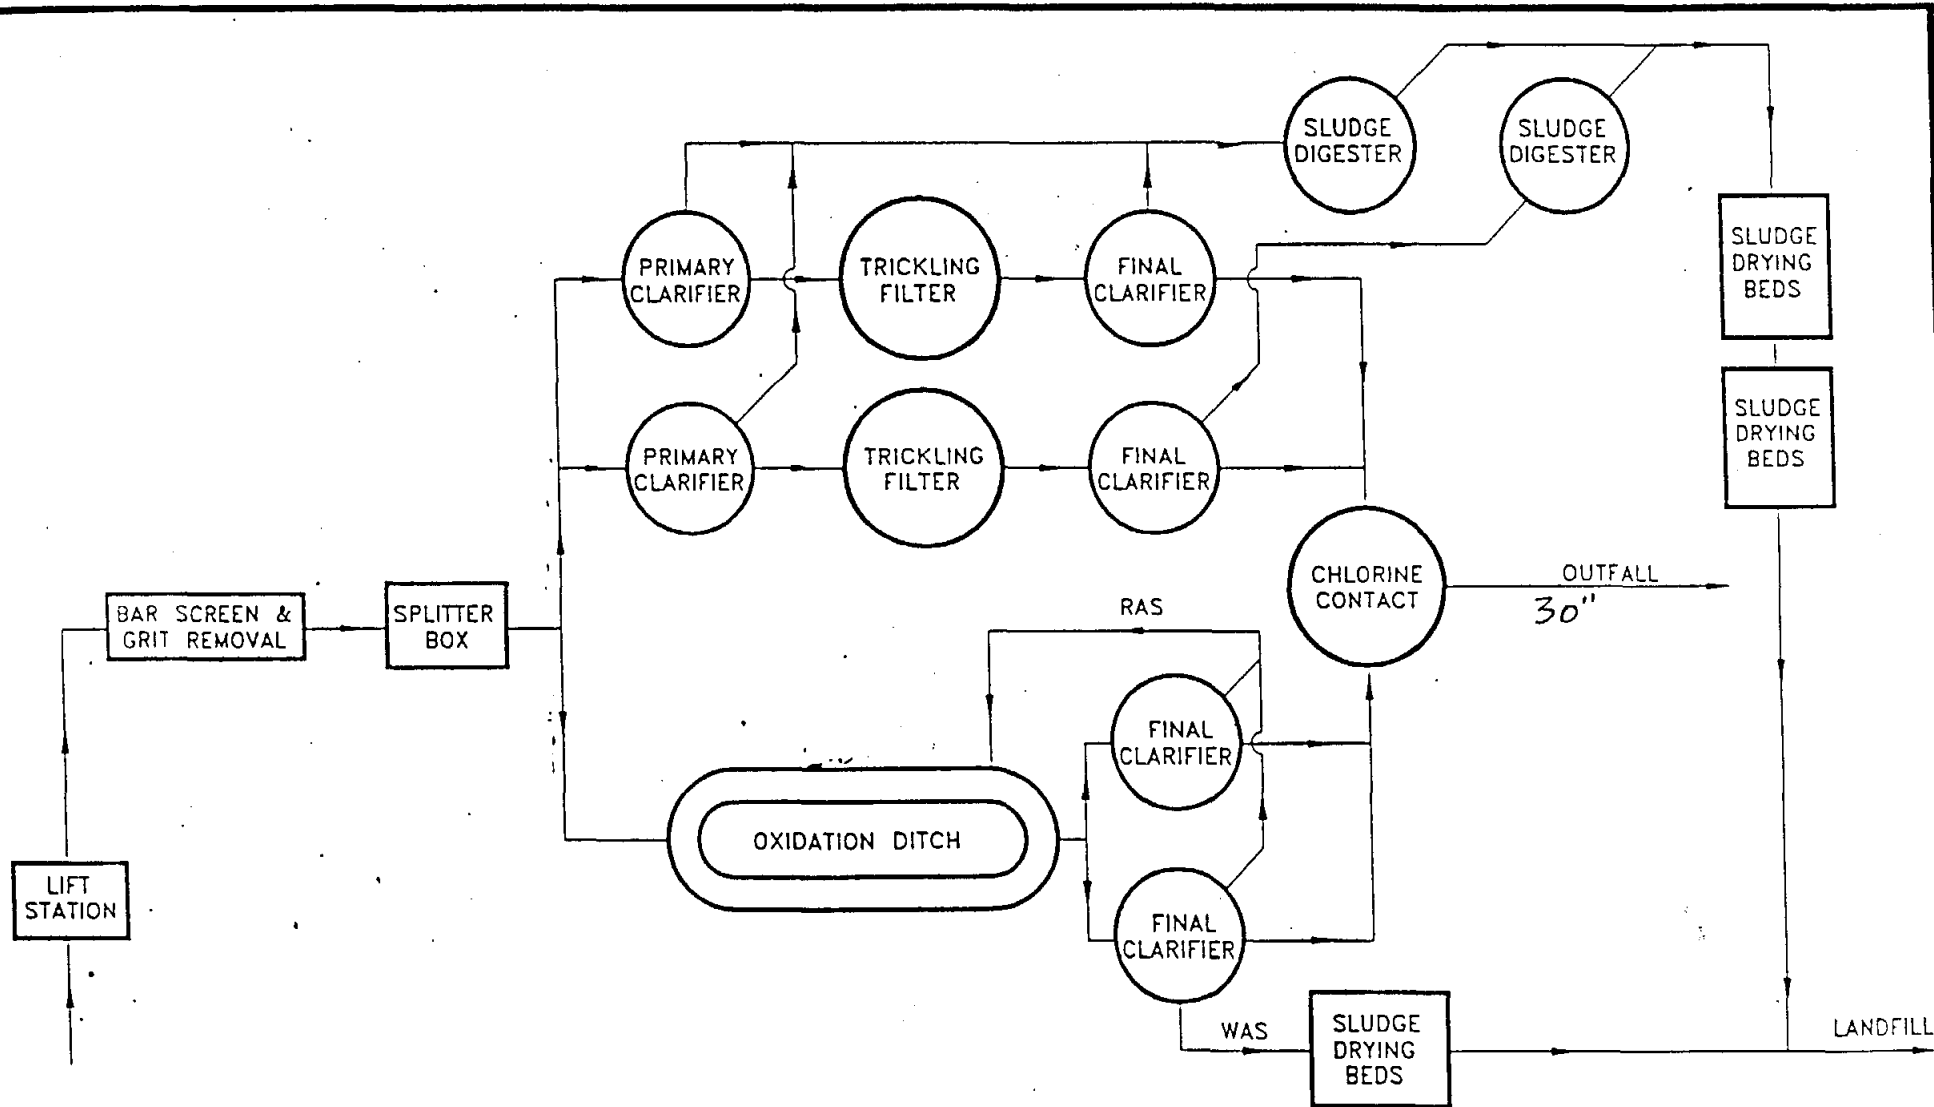 SLUDGE
DIGESTER
SLUDGE
DIGESTER
PRIMARY
CLARIFIER
TRICKLING
FILTER
FINAL
CLARIFIER
SLUDGE
DRYING
BEDS
PRIMARY
CLARIFIER
TRICKLING
FILTER
FINAL
CLARIFIER
SLUDGE
DRYING
BEDS
BAR SCREEN &
GRIT REMOVAL
SPLITTER
BOX
CHLORINE
CONTACT
OUTFALL
30"
RAS
FINAL
CLARIFIER
OXIDATION DITCH
LIFT
STATION
FINAL
CLARIFIER
WAS
SLUDGE
DRYING
BEDS
LANDFILL